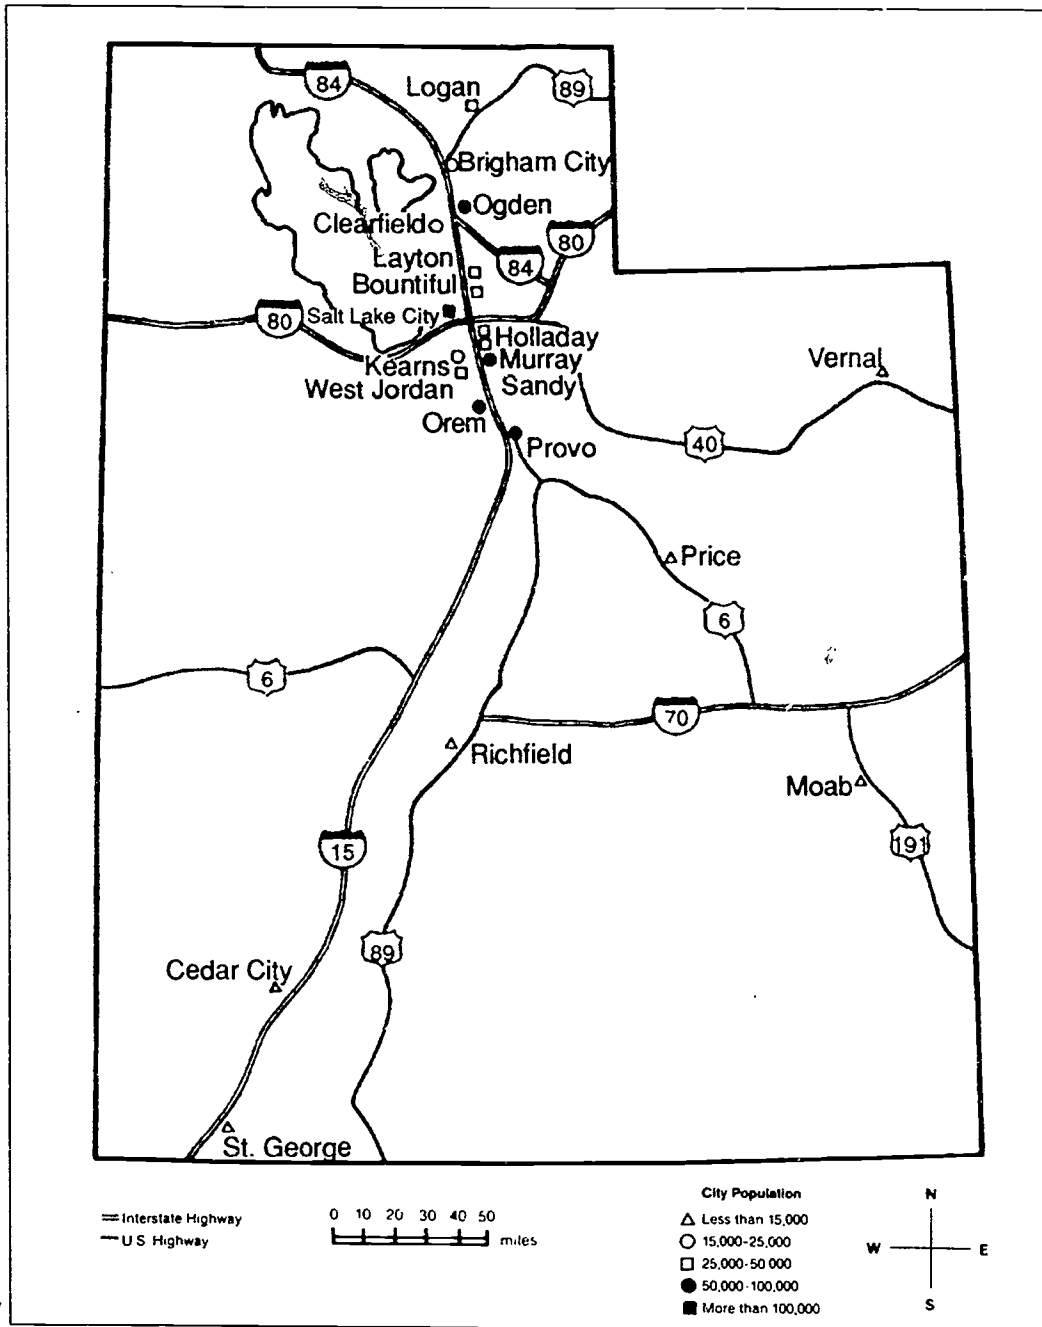 84
Logan
89
Brigham City
Ogden
Clearfield
80
84
Layton
Bountiful
Salt Lake City
80
Holladay
Kearns
Murray
West Jordan
Sandy
Vernal
Orem
Provo
40
Price
6
6
70
Richfield
Moab
15
191
89
Cedar City
St. George
Interstate Highway
U S Highway
0 10 20 30 40 50
miles
City Population
Less than 15,000
15,000-25,000
25,000-50 000
50,000-100,000
More than 100,000
N
W
E
S